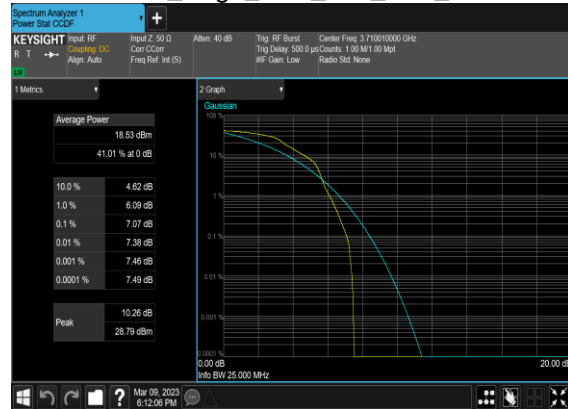 Spectrum Analyzer 1
Power Stat CCDF
+
KEYSIGHT
R T
LXI
Input: RF
Coupling: DC
Align: Auto
Input Z: 50 Ω
Corr CCorr
Freq Ref: Int (S)
Atten: 40 dB
Trig: RF Burst
Trig Delay: 500.0 µs
#IF Gain: Low
Center Freq: 3.710010000 GHz
Counts: 1.00 M/1.00 Mpt
Radio Std: None
1 Metrics
Average Power
18.53 dBm
41.01 % at 0 dB
10.0 % 4.62 dB
1.0 % 6.09 dB
0.1 % 7.07 dB
0.01 % 7.38 dB
0.001 % 7.46 dB
0.0001 % 7.49 dB
Peak
10.26 dB
28.79 dBm
2 Graph
Gaussian
100 %
10 %
1 %
0.1 %
0.01 %
0.001 %
0.0001 %
0.00 dB
20.00 dB
Info BW 25.000 MHz
?
Mar 09, 2023
6:12:06 PM